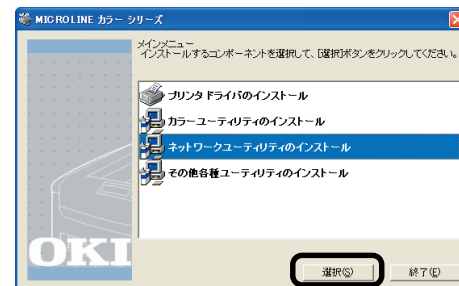 MICROLINE カラー シリーズ
メインメニュー
インストールするコンポーネントを選択して、[選択]ボタンをクリックしてください。
プリンタ ドライバのインストール
カラーユーティリティのインストール
ネットワークユーティリティのインストール
その他各種ユーティリティのインストール
OKI
選択(S)
終了(E)